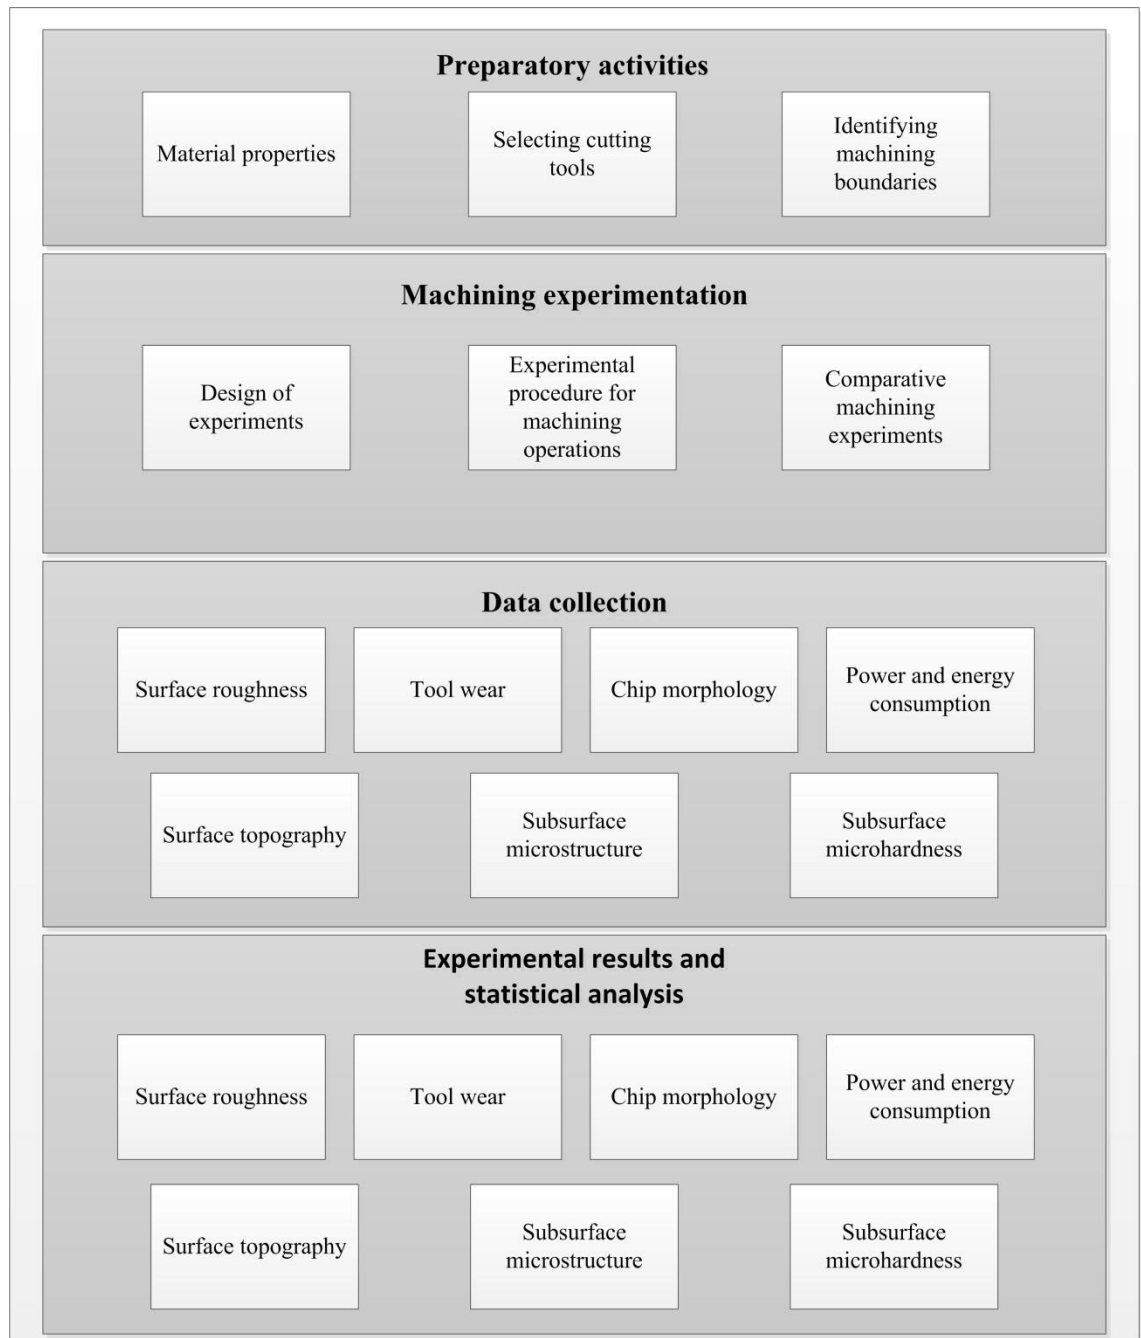 Preparatory activities
Material properties
Selecting cutting
tools
Identifying
machining
boundaries
Machining experimentation
Design of
experiments
Experimental
procedure for
machining
operations
Comparative
machining
experiments
Data collection
Surface roughness
Tool wear
Chip morphology
Power and energy
consumption
Surface topography
Subsurface
microstructure
Subsurface
microhardness
Experimental results and
statistical analysis
Surface roughness
Tool wear
Chip morphology
Power and energy
consumption
Surface topography
Subsurface
microstructure
Subsurface
microhardness